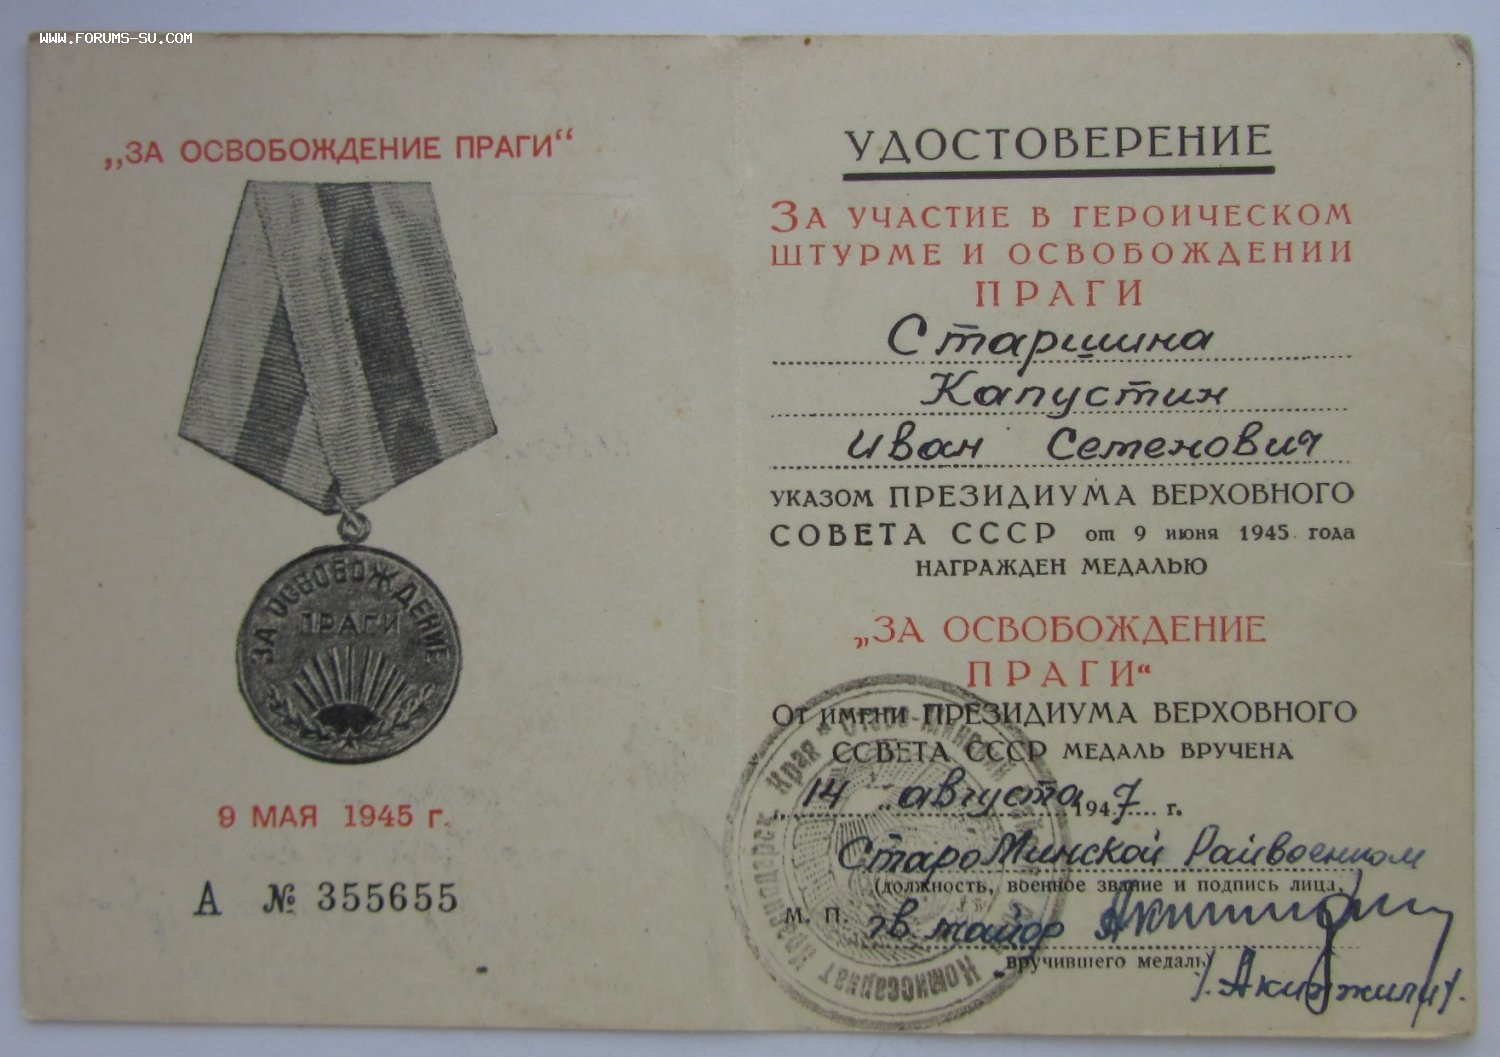 WWW.FORUMS-SU.COM
„ЗА ОСВОБОЖДЕНИЕ ПРАГИ“
ЗА ОСВОБОЖДЕНИЕ
ПРАГИ
9 МАЯ 1945 г.
А № 355655
УДОСТОВЕРЕНИЕ
ЗА УЧАСТИЕ В ГЕРОИЧЕСКОМ
ШТУРМЕ И ОСВОБОЖДЕНИИ
ПРАГИ
Старшина
Капустин
Иван Семенович
УКАЗОМ ПРЕЗИДИУМА ВЕРХОВНОГО
СОВЕТА СССР от 9 июня 1945 года
НАГРАЖДЕН МЕДАЛЬЮ
„ЗА ОСВОБОЖДЕНИЕ
ПРАГИ“
ОТ ИМЕНИ ПРЕЗИДИУМА ВЕРХОВНОГО
СОВЕТА СССР МЕДАЛЬ ВРУЧЕНА
„14 „ августа 1947 г.
СтароМинской Райвоенком
(должность, военное звание и подпись лица,
М. П. гв. майор
вручившего медаль)
Комиссариат Краснодарск. Края